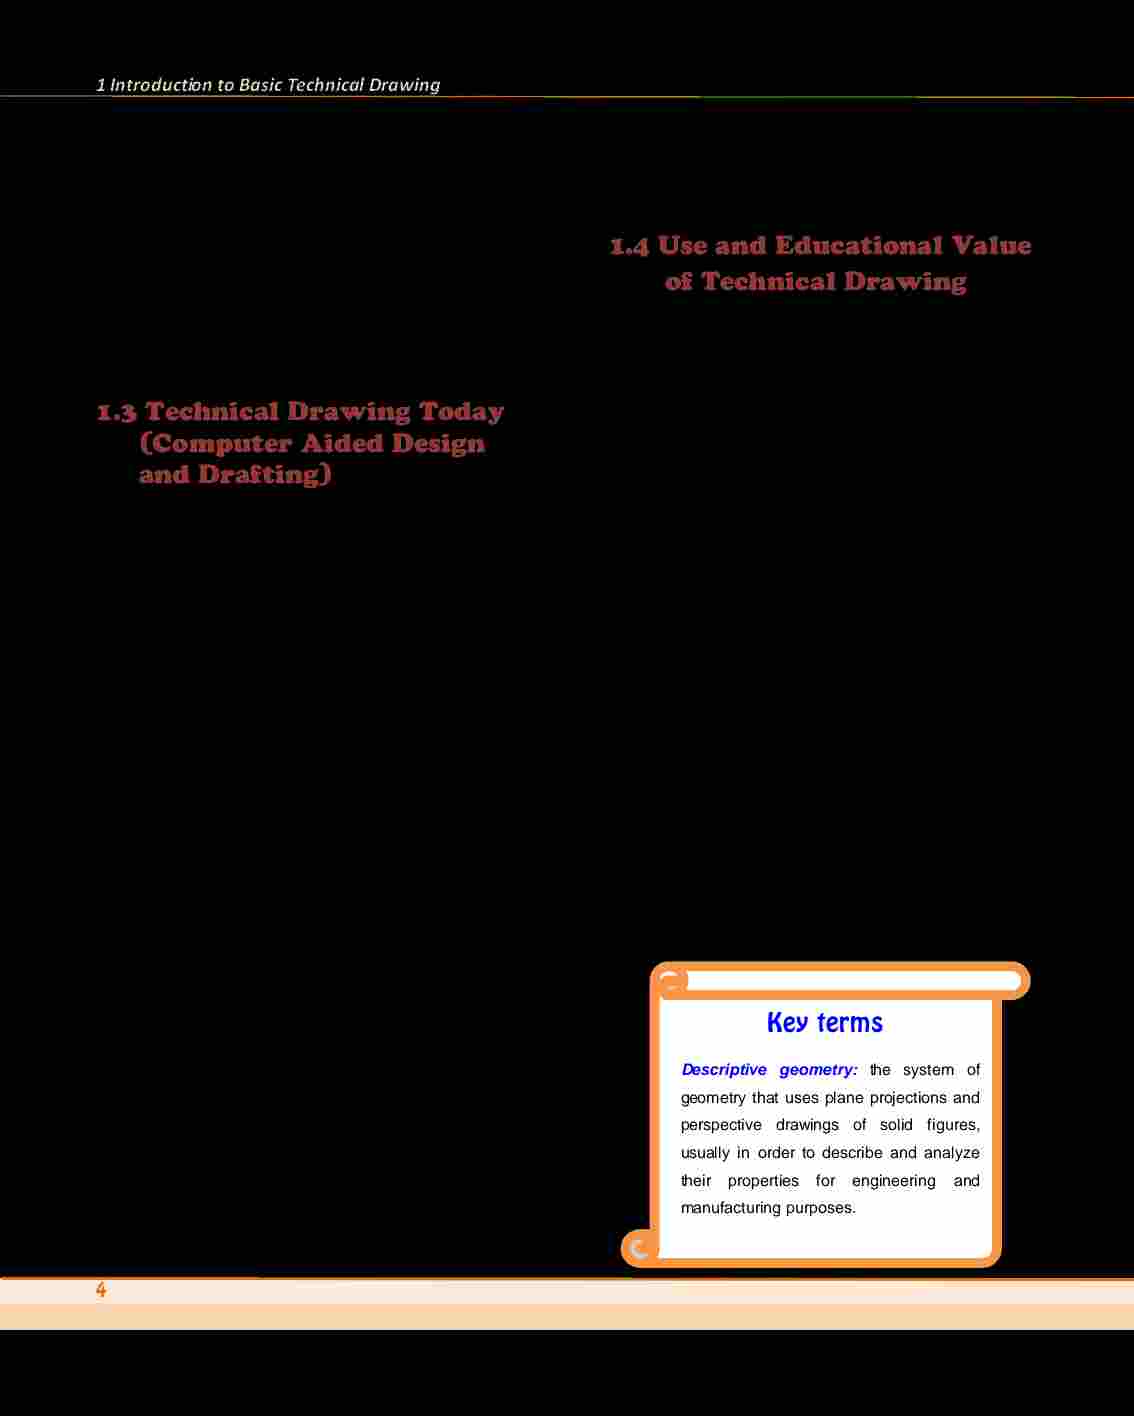 1 Introduction to Basic Technical Drawing
1.3 Technical Drawing Today
(Computer Aided Design
and Drafting)
1.4 Use and Educational Value
of Technical Drawing
Key terms
Descriptive geometry: the system of
geometry that uses plane projections and
perspective drawings of solid figures,
usually in order to describe and analyze
their properties for engineering and
manufacturing purposes.
4